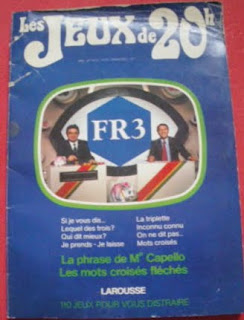 Les JEUX de 20h
FR3
Si je vous dis...
Lequel des trois?
Qui dit mieux?
Je prends - Je laisse
La triplette
Inconnu connu
On ne dit pas...
Mots croisés
La phrase de Mᵉ Capello
Les mots croisés fléchés
LAROUSSE
110 JEUX POUR VOUS DISTRAIRE